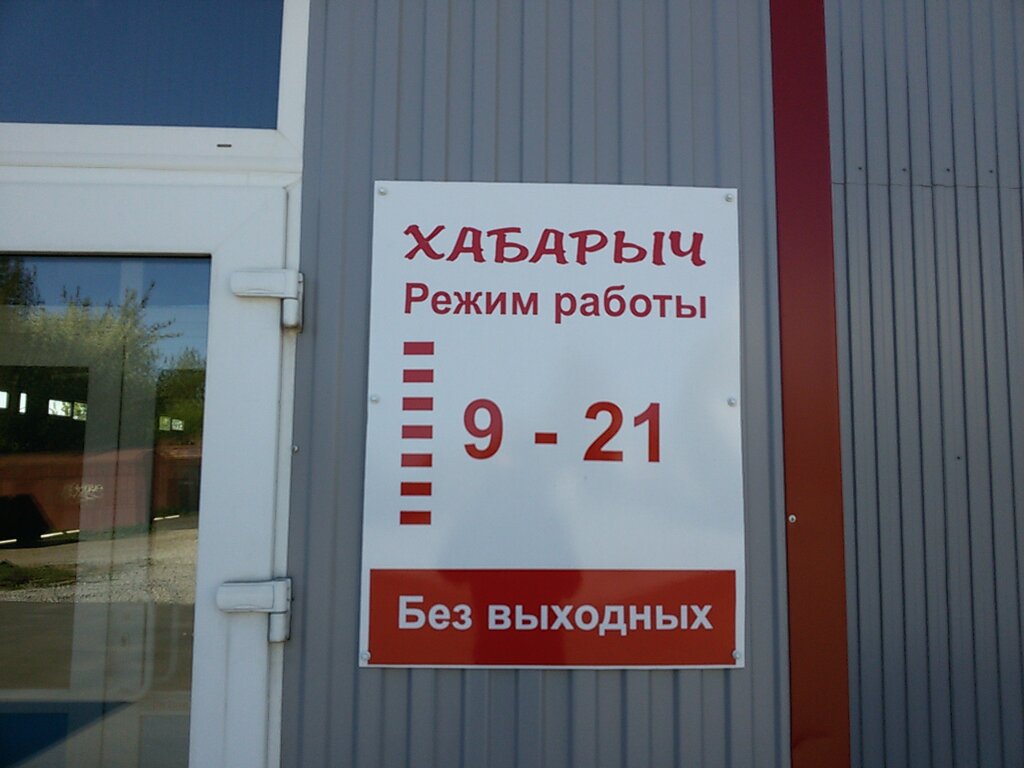 ХАБАРЫЧ
Режим работы
9 - 21
Без выходных